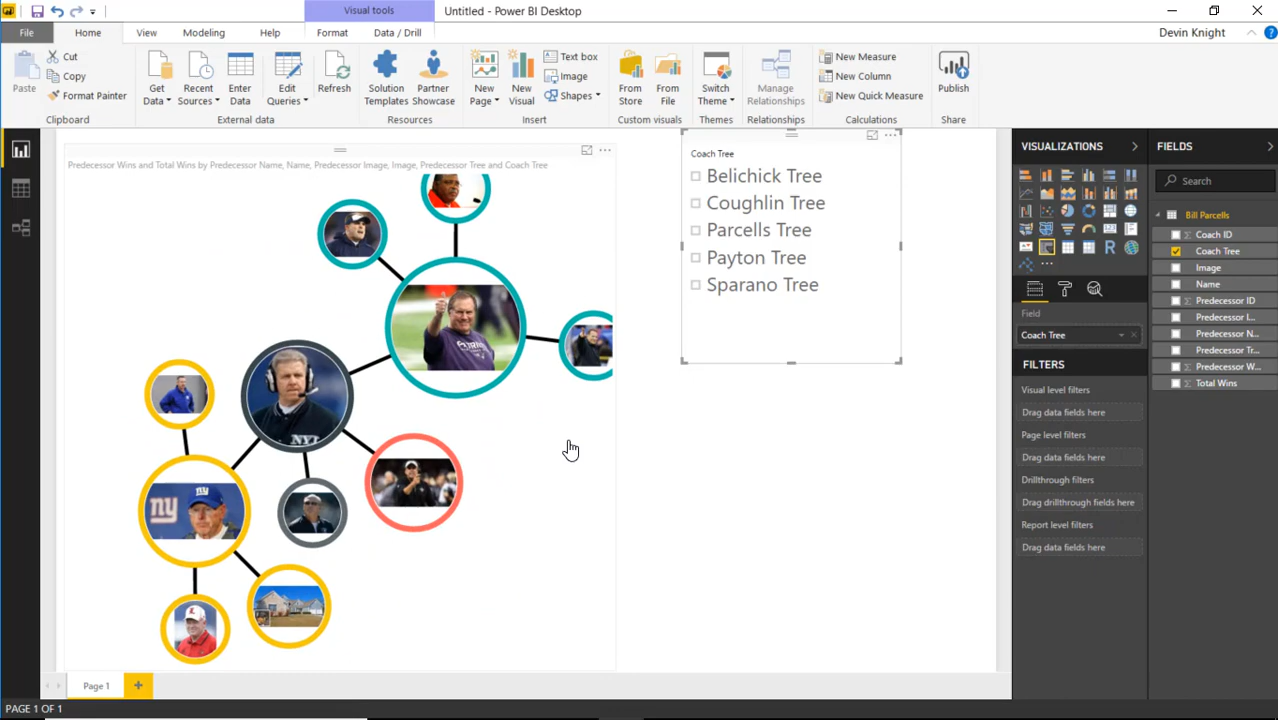 Visual tools
Untitled - Power BI Desktop
File
Home
View
Modeling
Help
Format
Data / Drill
Devin Knight
Paste
Cut
Copy
Format Painter
Clipboard
Get Data
Recent Sources
Enter Data
Edit Queries
Refresh
External data
Solution Templates
Partner Showcase
Resources
New Page
New Visual
Text box
Image
Shapes
Insert
From Store
From File
Custom visuals
Switch Theme
Themes
Manage Relationships
Relationships
New Measure
New Column
New Quick Measure
Calculations
Publish
Share
Predecessor Wins and Total Wins by Predecessor Name, Name, Predecessor Image, Image, Predecessor Tree and Coach Tree
ny
Coach Tree
Belichick Tree
Coughlin Tree
Parcells Tree
Payton Tree
Sparano Tree
VISUALIZATIONS
R
Field
Coach Tree
FILTERS
Visual level filters
Drag data fields here
Page level filters
Drag data fields here
Drillthrough filters
Drag drillthrough fields here
Report level filters
Drag data fields here
FIELDS
Search
Bill Parcells
Coach ID
Coach Tree
Image
Name
Predecessor ID
Predecessor I...
Predecessor N...
Predecessor Tr...
Predecessor W...
Total Wins
Page 1
PAGE 1 OF 1